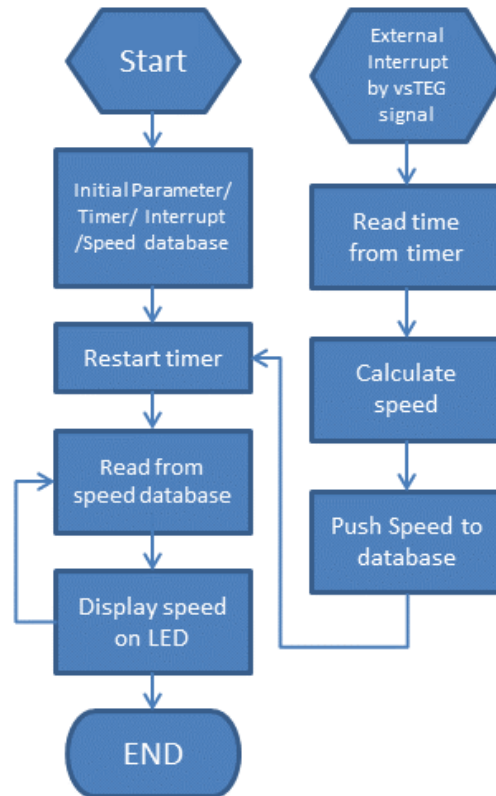 Start
Initial Parameter/
Timer/ Interrupt
/Speed database
Restart timer
Read from
speed database
Display speed
on LED
END
External
Interrupt
by vsTEG
signal
Read time
from timer
Calculate
speed
Push Speed to
database